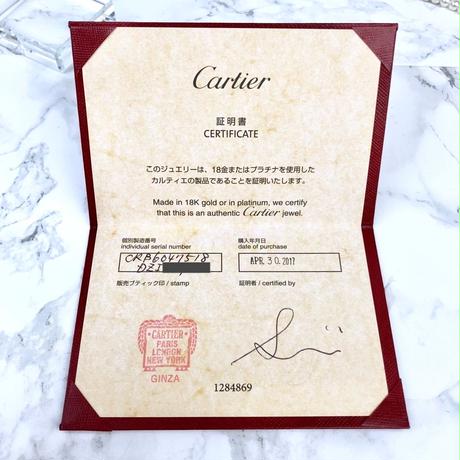 Cartier
証明書
CERTIFICATE
このジュエリーは、18金またはプラチナを使用した
カルティエの製品であることを証明いたします。
Made in 18K gold or in platinum, we certify
that this is an authentic Cartier jewel.
個別製造番号
individual serial number
CRB6047518
DZI
購入年月日
date of purchase
APR. 30. 2017
販売ブティック印 / stamp
証明者 / certified by
CARTIER
PARIS
LONDON
NEW YORK
GINZA
1284869